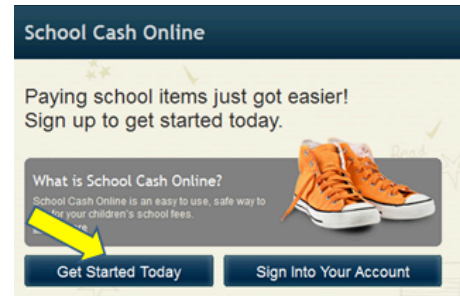 School Cash Online
Paying school items just got easier!
Sign up to get started today.
Read
What is School Cash Online?
School Cash Online is an easy to use, safe way to
for your children's school fees.
Get Started Today
Sign Into Your Account